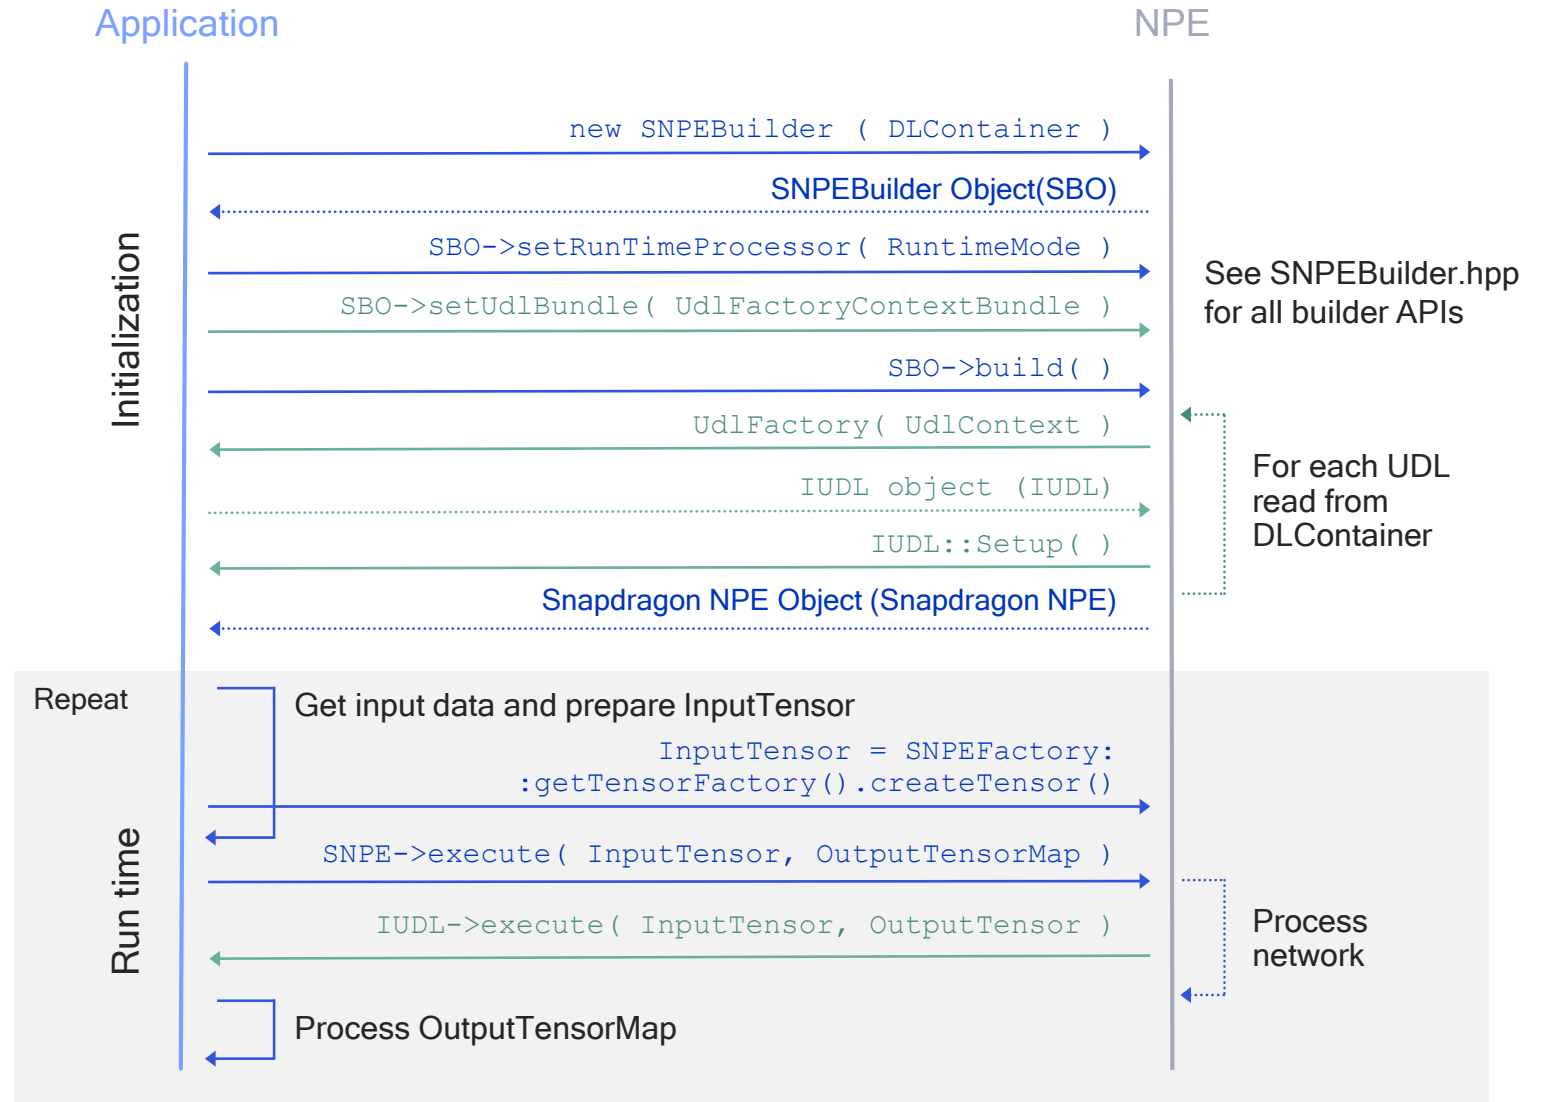 Application
NPE
new SNPEBuilder ( DLContainer )
SNPEBuilder Object(SBO)
SBO->setRunTimeProcessor( RuntimeMode )
See SNPEBuilder.hpp
for all builder APIs
SBO->setUdlBundle( UdlFactoryContextBundle )
Initialization
SBO->build( )
UdlFactory( UdlContext )
For each UDL
read from
DLContainer
IUDL object (IUDL)
IUDL::Setup( )
Snapdragon NPE Object (Snapdragon NPE)
Repeat
Get input data and prepare InputTensor
InputTensor = SNPEFactory:
:getTensorFactory().createTensor()
Run time
SNPE->execute( InputTensor, OutputTensorMap )
IUDL->execute( InputTensor, OutputTensor )
Process
network
Process OutputTensorMap